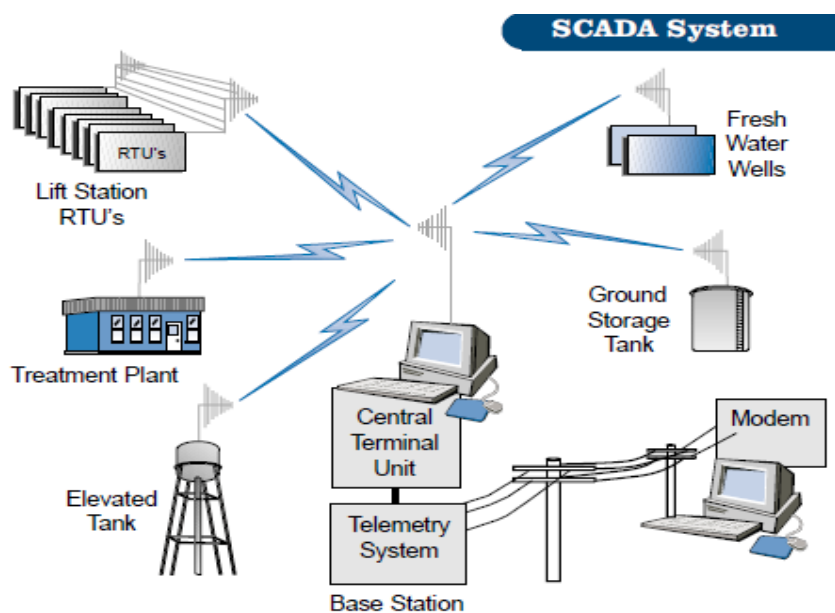 SCADA System
RTU's
Lift Station
RTU's
Fresh
Water
Wells
Treatment Plant
Ground
Storage
Tank
Elevated
Tank
Central
Terminal
Unit
Modem
Telemetry
System
Base Station